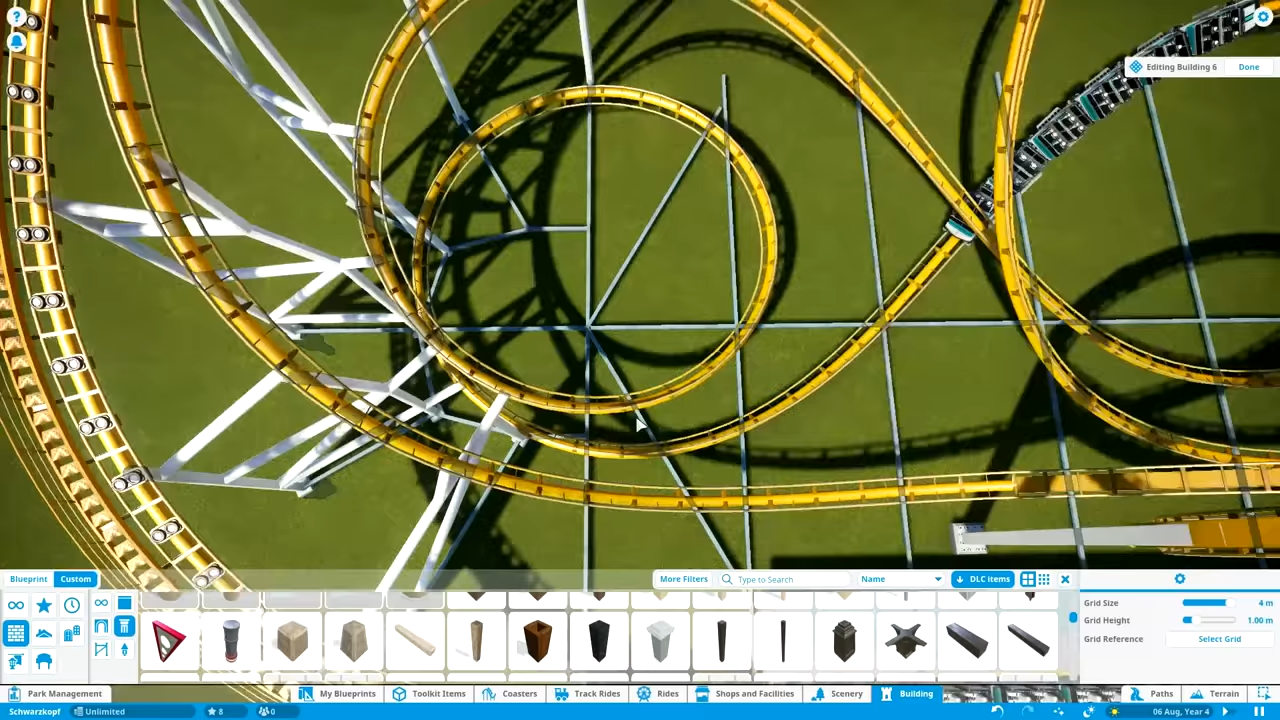 Editing Building 6 Done
Blueprint Custom More Filters Type to Search Name DLC items
Grid Size 4 m
Grid Height 1.00 m
Grid Reference Select Grid
Park Management My Blueprints Toolkit Items Coasters Track Rides Rides Shops and Facilities Scenery Building Paths Terrain
Schwarzkopf Unlimited 8 0 06 Aug, Year 4